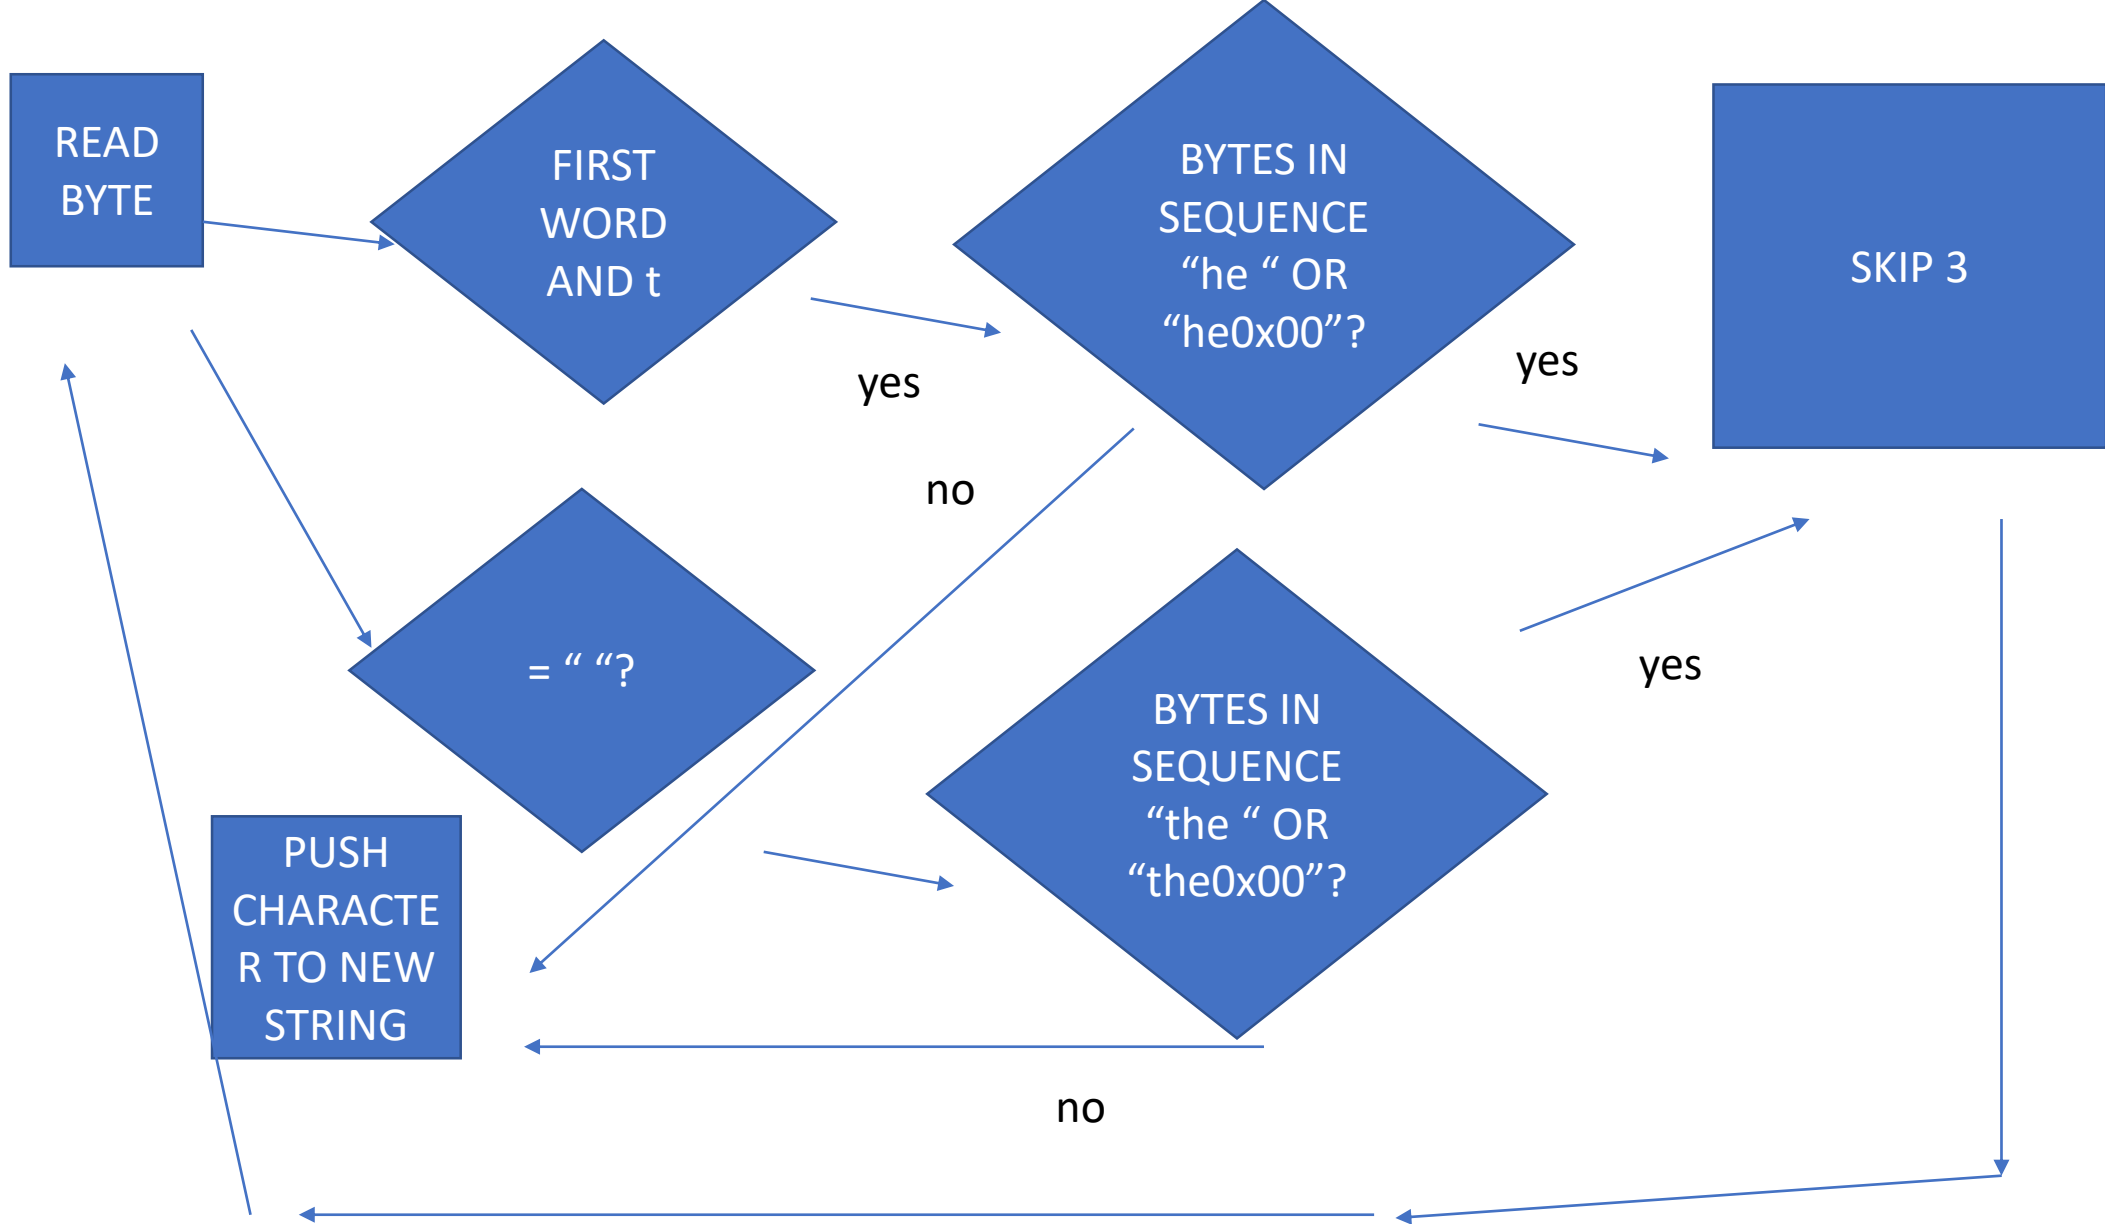 READ
BYTE
FIRST
WORD
AND t
BYTES IN
SEQUENCE
“he “ OR
“he0x00”?
SKIP 3
yes
yes
no
= “ “?
yes
BYTES IN
SEQUENCE
“the “ OR
“the0x00”?
PUSH
CHARACTE
R TO NEW
STRING
no